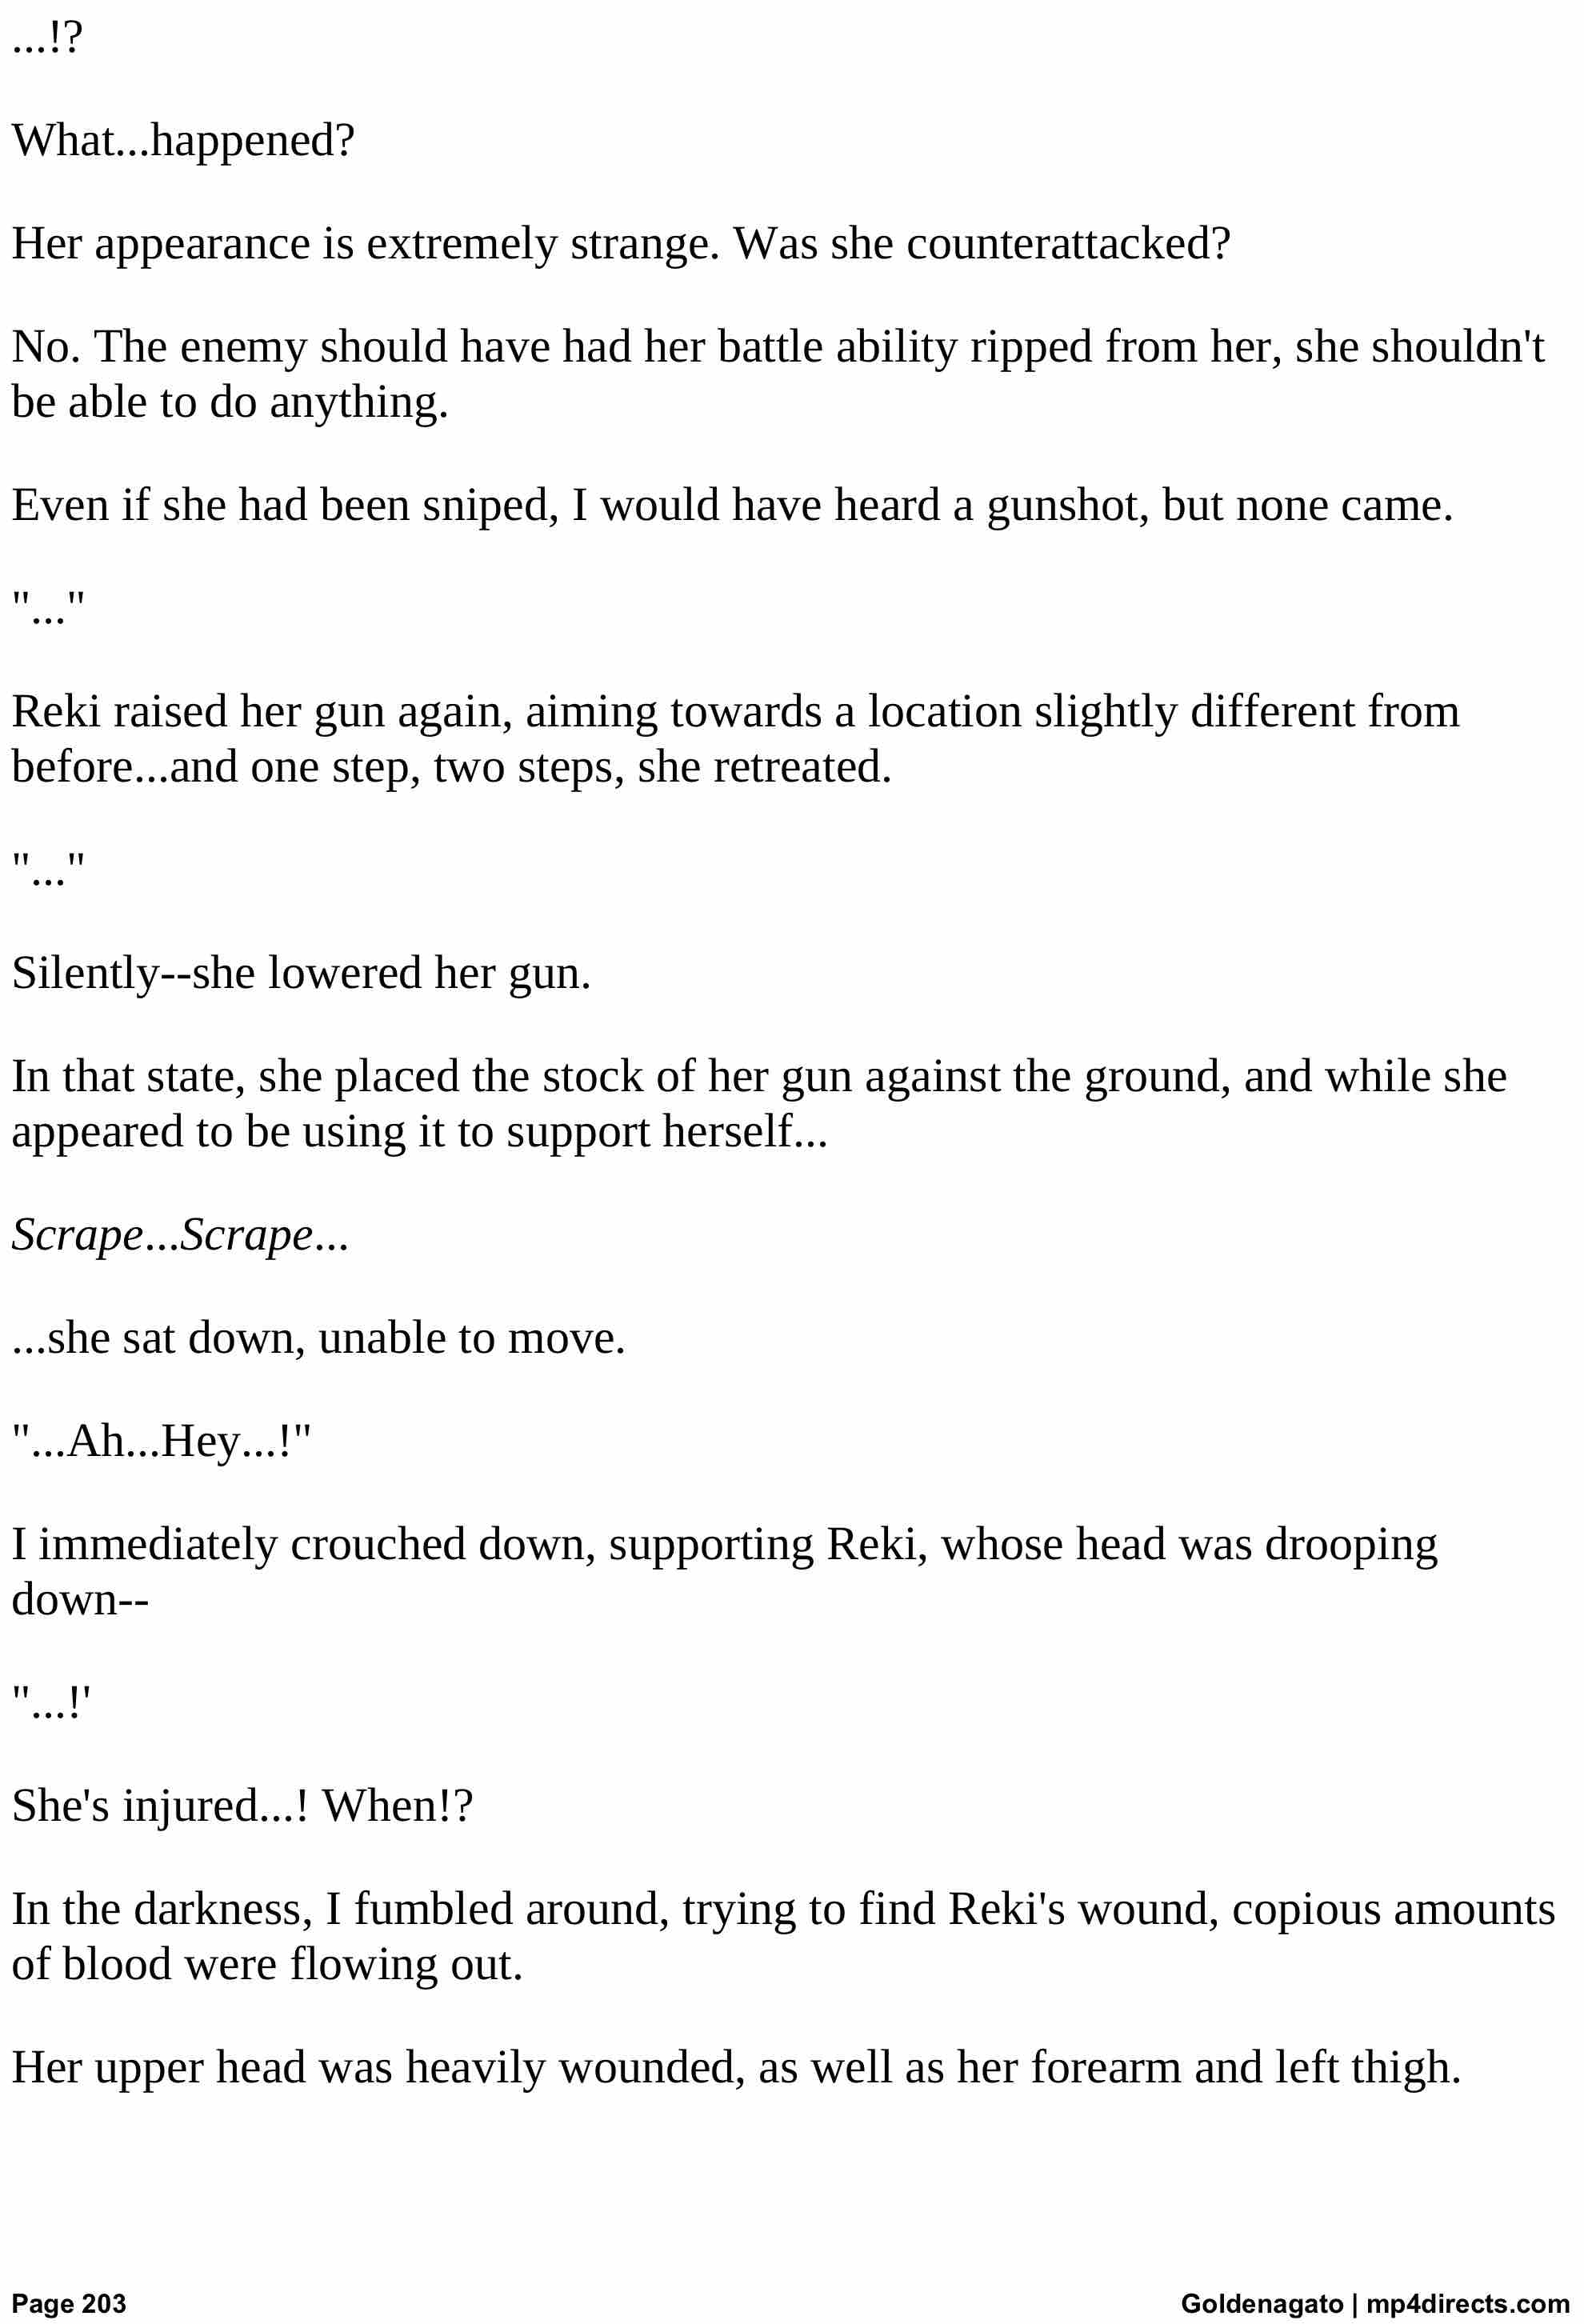 ...!?
What...happened?
Her appearance is extremely strange. Was she counterattacked?
No. The enemy should have had her battle ability ripped from her, she shouldn't
be able to do anything.
Even if she had been sniped, I would have heard a gunshot, but none came.
"..."
Reki raised her gun again, aiming towards a location slightly different from
before...and one step, two steps, she retreated.
"..."
Silently--she lowered her gun.
In that state, she placed the stock of her gun against the ground, and while she
appeared to be using it to support herself...
Scrape...Scrape...
...she sat down, unable to move.
"...Ah...Hey...!"
I immediately crouched down, supporting Reki, whose head was drooping
down--
"...!'
She's injured...! When!?
In the darkness, I fumbled around, trying to find Reki's wound, copious amounts
of blood were flowing out.
Her upper head was heavily wounded, as well as her forearm and left thigh.
Page 203
Goldenagato | mp4directs.com